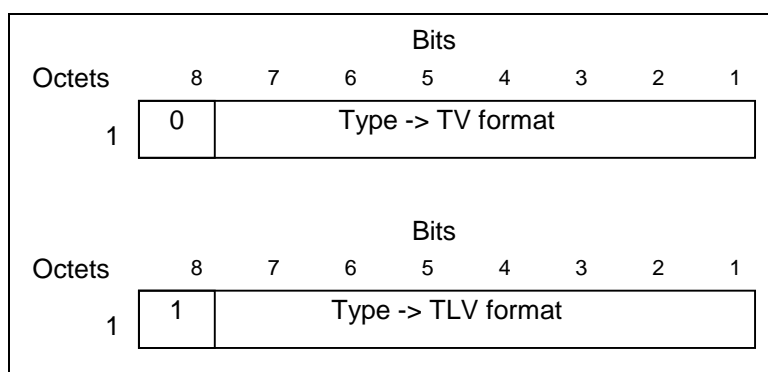 Bits
Octets 8 7 6 5 4 3 2 1
1 0 Type -> TV format
Bits
Octets 8 7 6 5 4 3 2 1
1 1 Type -> TLV format